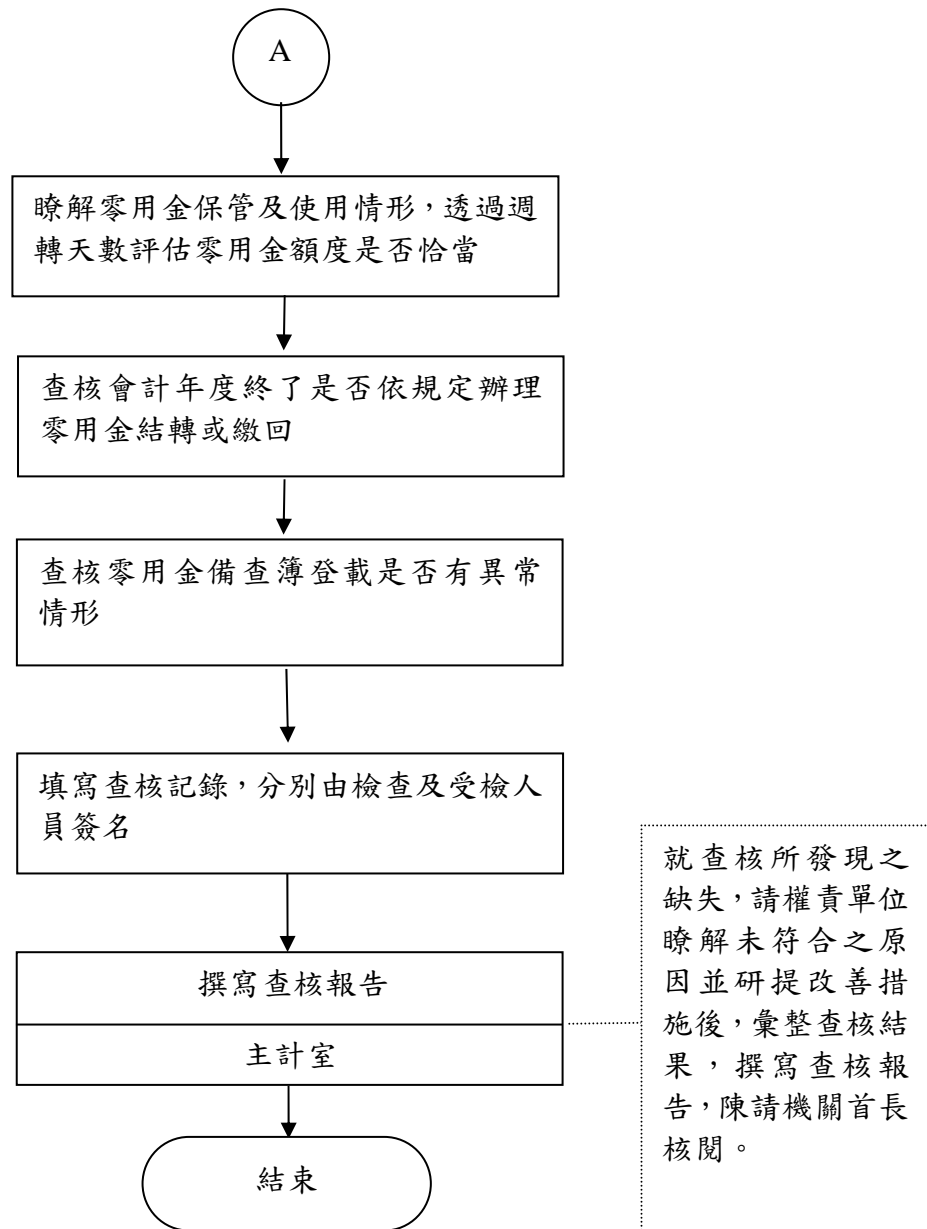 A
瞭解零用金保管及使用情形，透過週
轉天數評估零用金額度是否恰當
查核會計年度終了是否依規定辦理
零用金結轉或繳回
查核零用金備查簿登載是否有異常
情形
填寫查核記錄，分別由檢查及受檢人
員簽名
撰寫查核報告
主計室
就查核所發現之
缺失，請權責單位
瞭解未符合之原
因並研提改善措
施後，彙整查核結
果，撰寫查核報
告，陳請機關首長
核閱。
結束